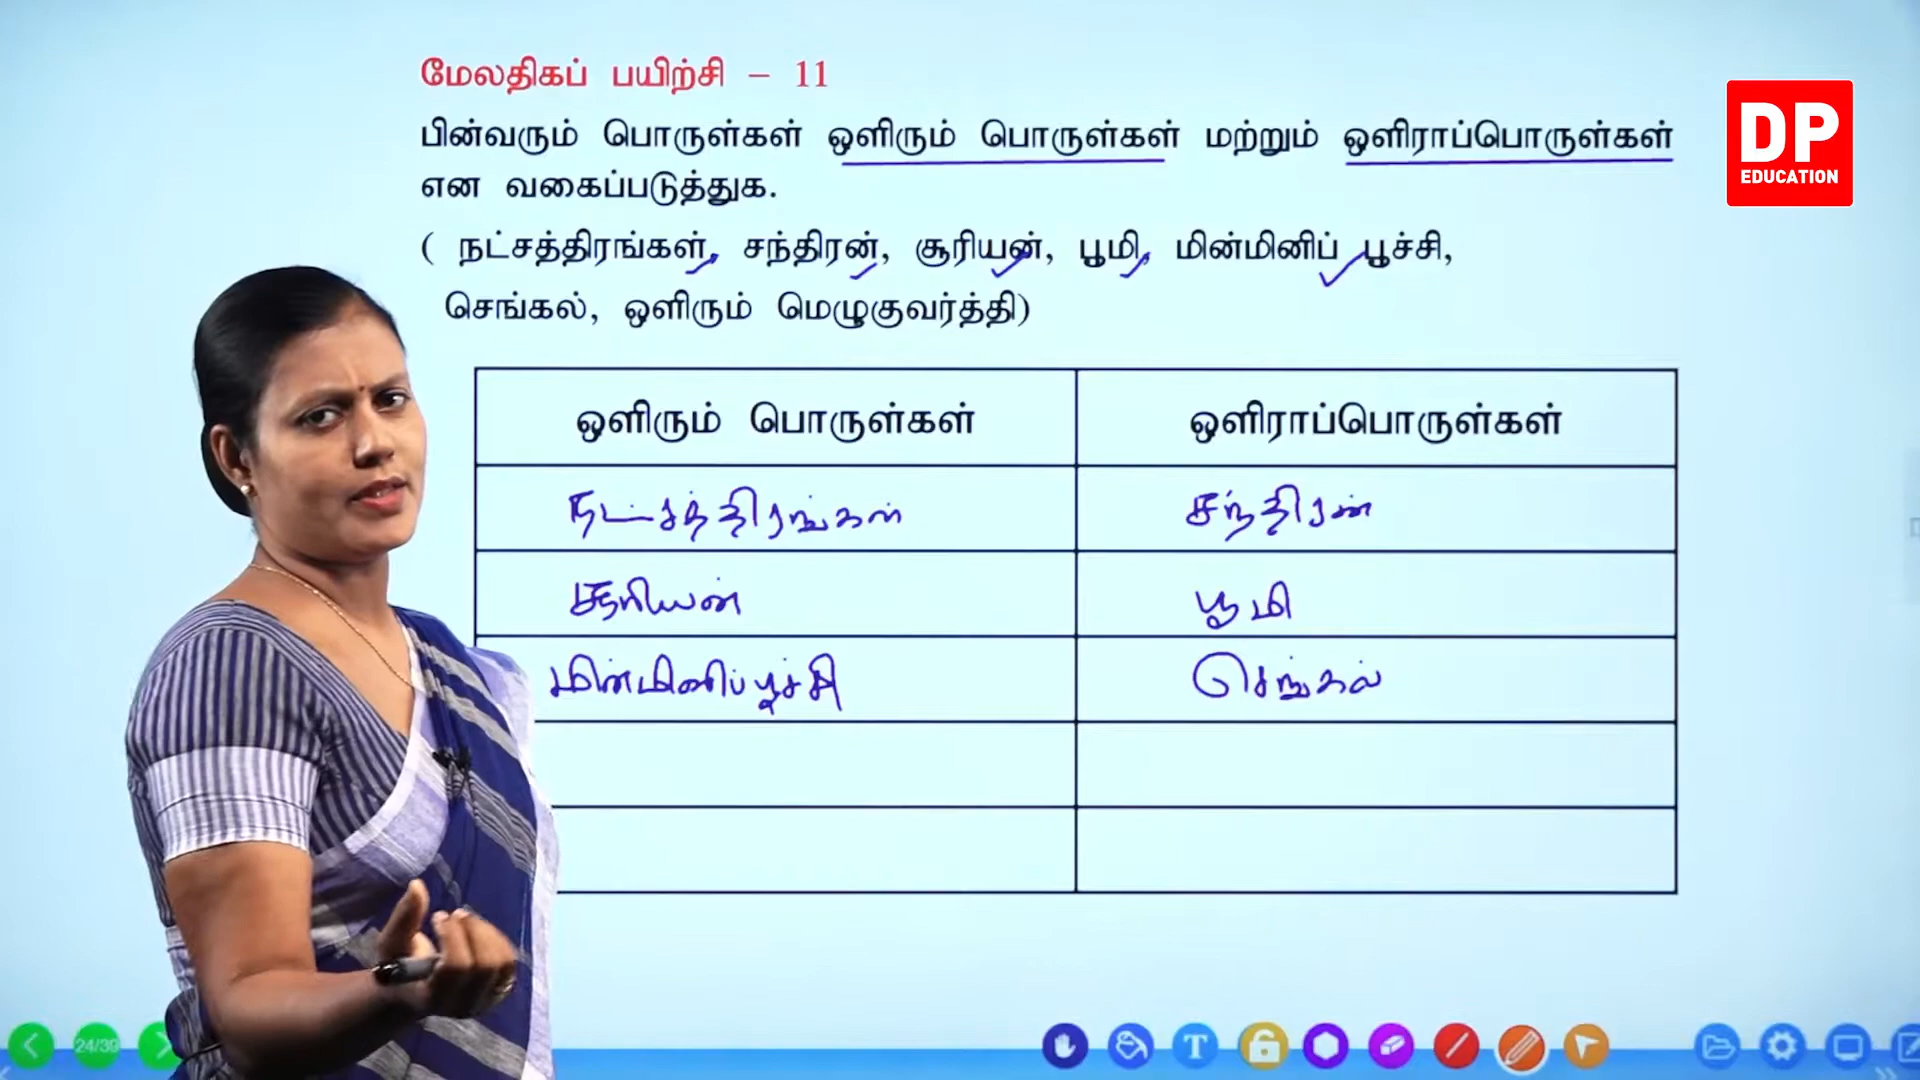 மேலதிகப் பயிற்சி – 11
பின்வரும் பொருள்கள் ஒளிரும் பொருள்கள் மற்றும் ஒளிராப்பொருள்கள்
என வகைப்படுத்துக.
( நட்சத்திரங்கள், சந்திரன், சூரியன், பூமி, மின்மினிப் பூச்சி,
செங்கல், ஒளிரும் மெழுகுவர்த்தி)
ஒளிரும் பொருள்கள் ஒளிராப்பொருள்கள்
நட்சத்திரங்கள் சந்திரன்
சூரியன் பூமி
மின்மினிப்பூச்சி செங்கல்
DP
EDUCATION
24/39
T